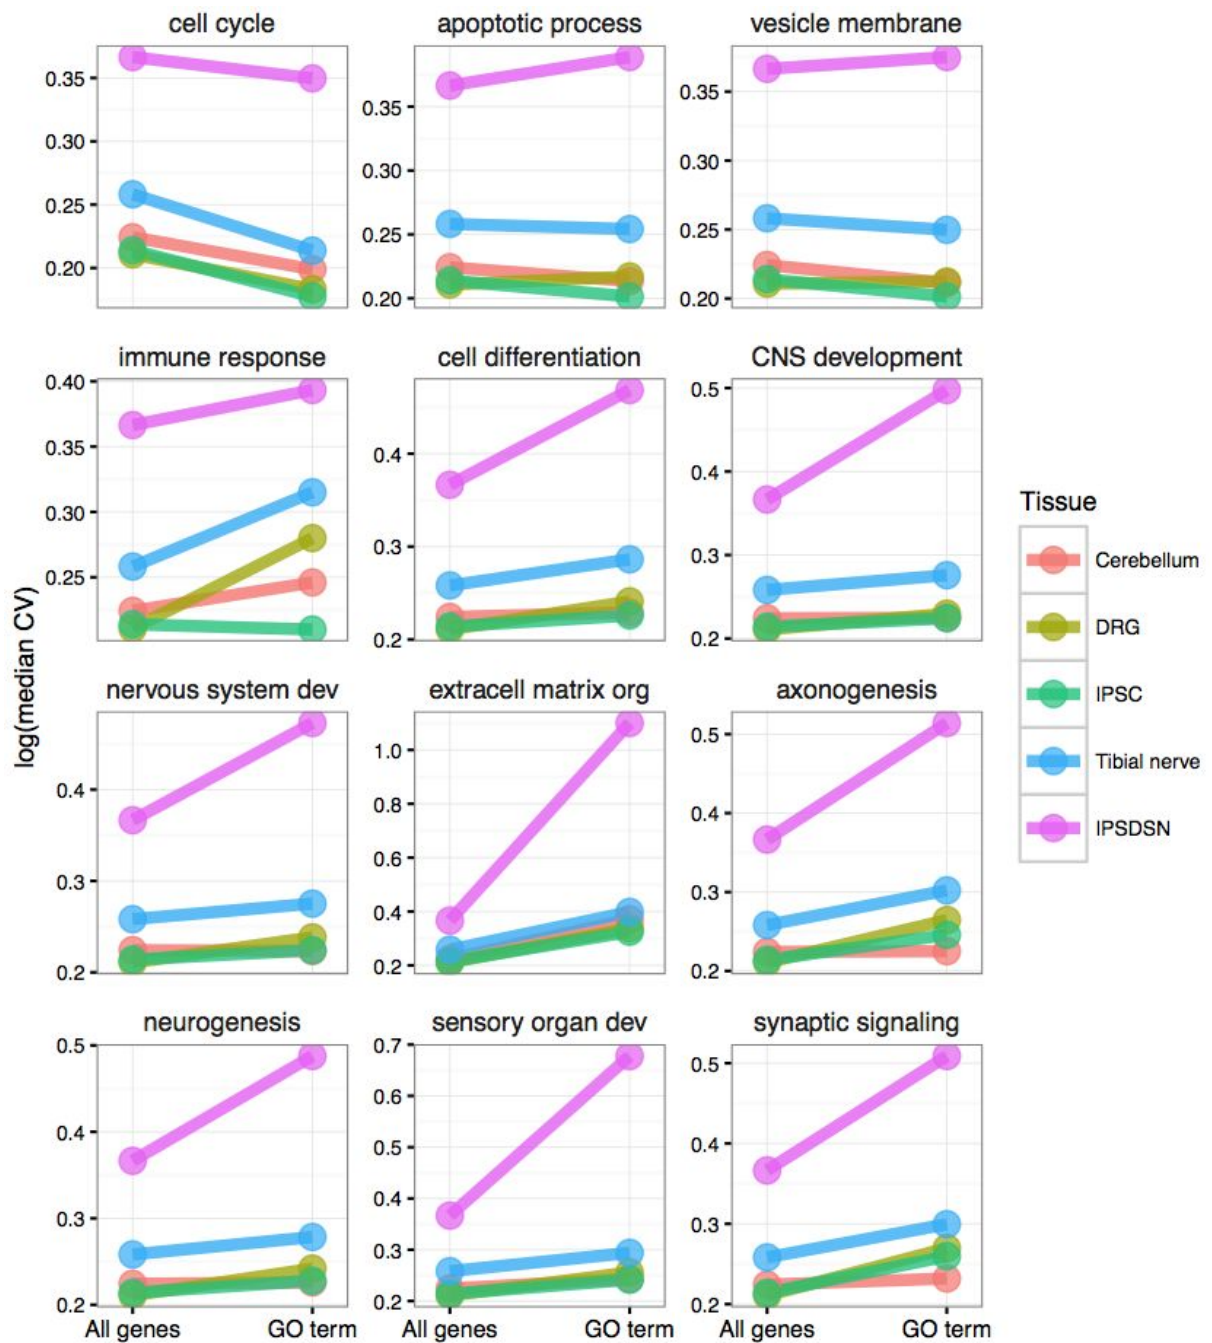 cell cycle
apoptotic process
vesicle membrane
0.35
0.30
0.25
0.20
0.35
0.30
0.25
0.20
0.35
0.30
0.25
0.20
immune response
cell differentiation
CNS development
0.40
0.35
0.30
0.25
0.4
0.3
0.2
0.5
0.4
0.3
0.2
log(median CV)
nervous system dev
extracell matrix org
axonogenesis
0.4
0.3
0.2
1.0
0.8
0.6
0.4
0.2
0.5
0.4
0.3
0.2
neurogenesis
sensory organ dev
synaptic signaling
0.5
0.4
0.3
0.2
0.7
0.6
0.5
0.4
0.3
0.2
0.5
0.4
0.3
0.2
All genes GO term
All genes GO term
All genes GO term
Tissue
Cerebellum
DRG
IPSC
Tibial nerve
IPSDSN